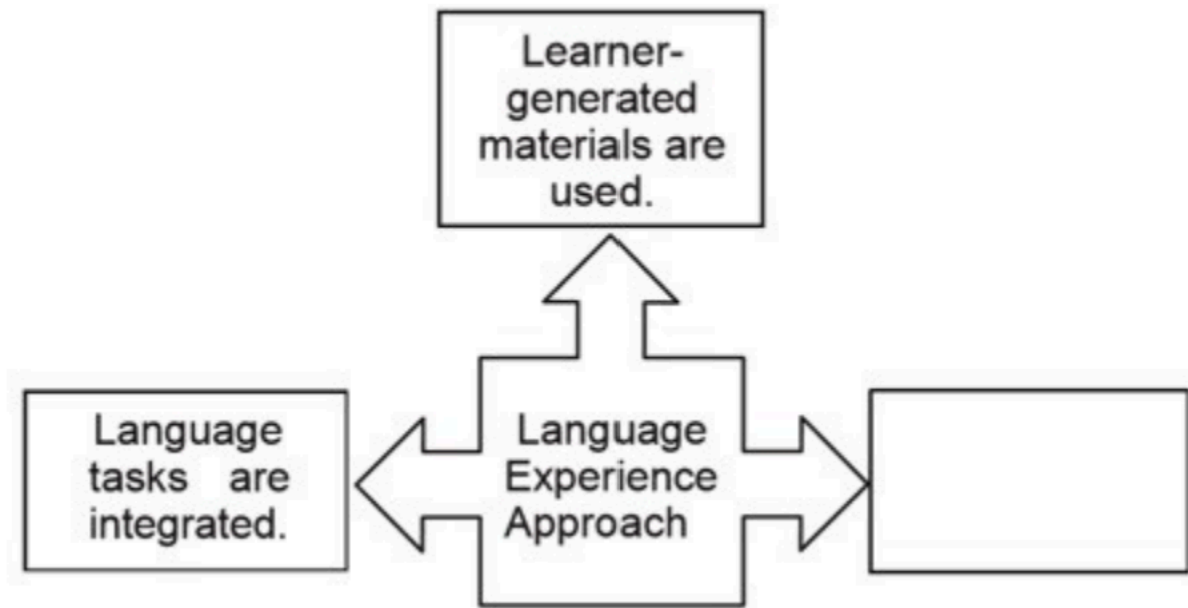 Learner-
generated
materials are
used.
Language
tasks are
integrated.
Language
Experience
Approach